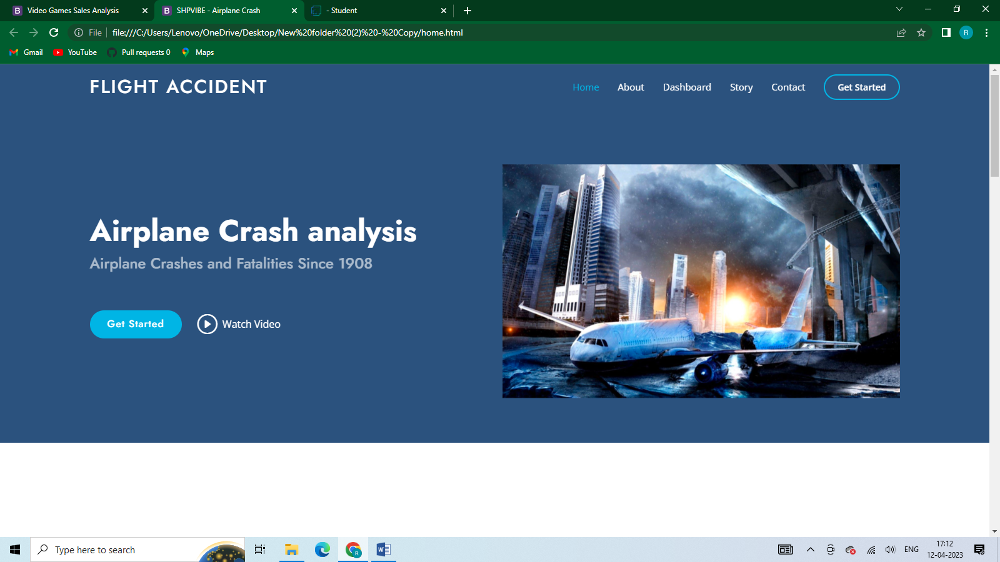 Video Games Sales Analysis
SHPVIBE - Airplane Crash
- Student
File
file:///C:/Users/Lenovo/OneDrive/Desktop/New%20folder%20(2)%20-%20Copy/home.html
R
Gmail
YouTube
Pull requests 0
Maps
FLIGHT ACCIDENT
Home
About
Dashboard
Story
Contact
Get Started
Airplane Crash analysis
Airplane Crashes and Fatalities Since 1908
Get Started
Watch Video
Type here to search
ENG
17:12
12-04-2023